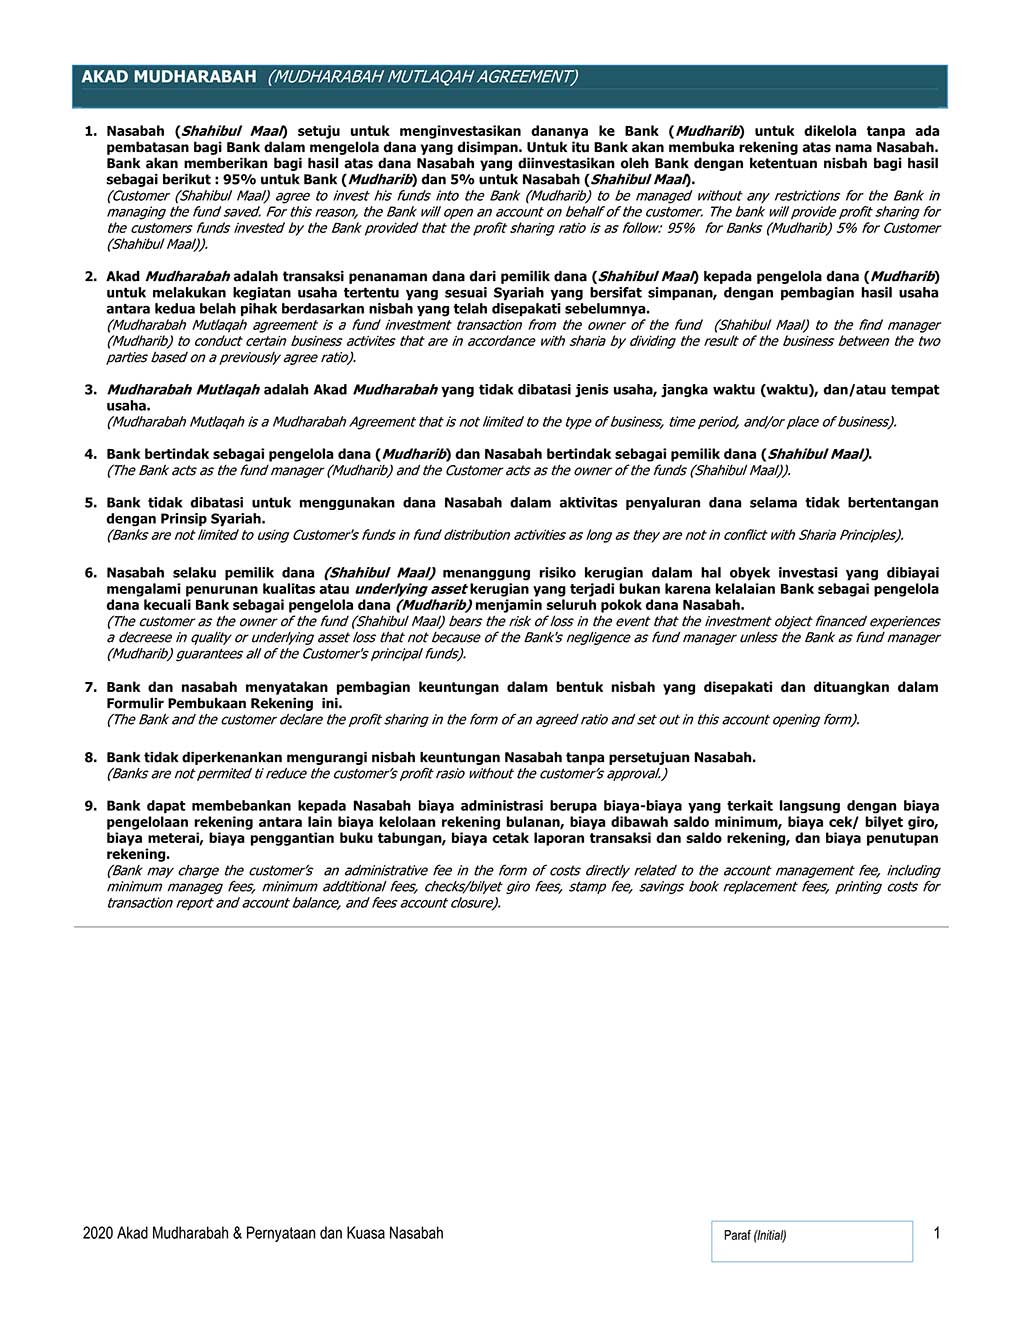 AKAD MUDHARABAH (MUDHARABAH MUTLAQAH AGREEMENT)
1. Nasabah (Shahibul Maal) setuju untuk menginvestasikan dananya ke Bank (Mudharib) untuk dikelola tanpa ada
pembatasan bagi Bank dalam mengelola dana yang disimpan. Untuk itu Bank akan membuka rekening atas nama Nasabah.
Bank akan memberikan bagi hasil atas dana Nasabah yang diinvestasikan oleh Bank dengan ketentuan nisbah bagi hasil
sebagai berikut : 95% untuk Bank (Mudharib) dan 5% untuk Nasabah (Shahibul Maal).
(Customer (Shahibul Maal) agree to invest his funds into the Bank (Mudharib) to be managed without any restrictions for the Bank in
managing the fund saved. For this reason, the Bank will open an account on behalf of the customer. The bank will provide profit sharing for
the customers funds invested by the Bank provided that the profit sharing ratio is as follow: 95% for Banks (Mudharib) 5% for Customer
(Shahibul Maal)).
2. Akad Mudharabah adalah transaksi penanaman dana dari pemilik dana (Shahibul Maal) kepada pengelola dana (Mudharib)
untuk melakukan kegiatan usaha tertentu yang sesuai Syariah yang bersifat simpanan, dengan pembagian hasil usaha
antara kedua belah pihak berdasarkan nisbah yang telah disepakati sebelumnya.
(Mudharabah Mutlaqah agreement is a fund investment transaction from the owner of the fund (Shahibul Maal) to the find manager
(Mudharib) to conduct certain business activites that are in accordance with sharia by dividing the result of the business between the two
parties based on a previously agree ratio).
3. Mudharabah Mutlaqah adalah Akad Mudharabah yang tidak dibatasi jenis usaha, jangka waktu (waktu), dan/atau tempat
usaha.
(Mudharabah Mutlaqah is a Mudharabah Agreement that is not limited to the type of business, time period, and/or place of business).
4. Bank bertindak sebagai pengelola dana (Mudharib) dan Nasabah bertindak sebagai pemilik dana (Shahibul Maal).
(The Bank acts as the fund manager (Mudharib) and the Customer acts as the owner of the funds (Shahibul Maal)).
5. Bank tidak dibatasi untuk menggunakan dana Nasabah dalam aktivitas penyaluran dana selama tidak bertentangan
dengan Prinsip Syariah.
(Banks are not limited to using Customer's funds in fund distribution activities as long as they are not in conflict with Sharia Principles).
6. Nasabah selaku pemilik dana (Shahibul Maal) menanggung risiko kerugian dalam hal obyek investasi yang dibiayai
mengalami penurunan kualitas atau underlying asset kerugian yang terjadi bukan karena kelalaian Bank sebagai pengelola
dana kecuali Bank sebagai pengelola dana (Mudharib) menjamin seluruh pokok dana Nasabah.
(The customer as the owner of the fund (Shahibul Maal) bears the risk of loss in the event that the investment object financed experiences
a decreese in quality or underlying asset loss that not because of the Bank's negligence as fund manager unless the Bank as fund manager
(Mudharib) guarantees all of the Customer's principal funds).
7. Bank dan nasabah menyatakan pembagian keuntungan dalam bentuk nisbah yang disepakati dan dituangkan dalam
Formulir Pembukaan Rekening ini.
(The Bank and the customer declare the profit sharing in the form of an agreed ratio and set out in this account opening form).
8. Bank tidak diperkenankan mengurangi nisbah keuntungan Nasabah tanpa persetujuan Nasabah.
(Banks are not permited ti reduce the customer's profit rasio without the customer's approval.)
9. Bank dapat membebankan kepada Nasabah biaya administrasi berupa biaya-biaya yang terkait langsung dengan biaya
pengelolaan rekening antara lain biaya kelolaan rekening bulanan, biaya dibawah saldo minimum, biaya cek/ bilyet giro,
biaya meterai, biaya penggantian buku tabungan, biaya cetak laporan transaksi dan saldo rekening, dan biaya penutupan
rekening.
(Bank may charge the customer's an administrative fee in the form of costs directly related to the account management fee, including
minimum manageg fees, minimum addtitional fees, checks/bilyet giro fees, stamp fee, savings book replacement fees, printing costs for
transaction report and account balance, and fees account closure).
2020 Akad Mudharabah & Pernyataan dan Kuasa Nasabah
Paraf (Initial)
1